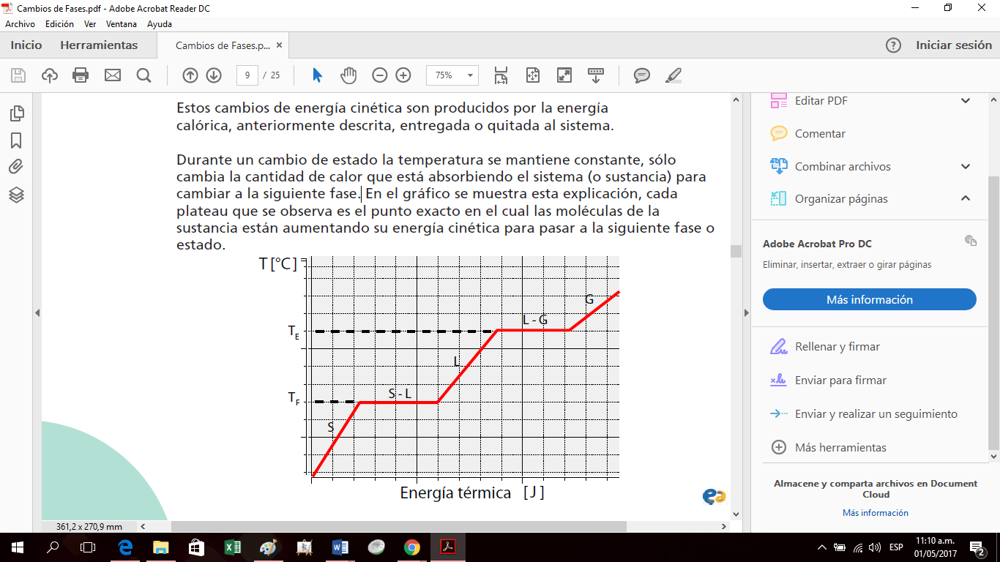 Cambios de Fases.pdf - Adobe Acrobat Reader DC
Archivo Edición Ver Ventana Ayuda
Inicio Herramientas Cambios de Fases.p... × Iniciar sesión
9 / 25 75%
Estos cambios de energía cinética son producidos por la energía
calórica, anteriormente descrita, entregada o quitada al sistema.
Durante un cambio de estado la temperatura se mantiene constante, sólo
cambia la cantidad de calor que está absorbiendo el sistema (o sustancia) para
cambiar a la siguiente fase. En el gráfico se muestra esta explicación, cada
plateau que se observa es el punto exacto en el cual las moléculas de la
sustancia están aumentando su energía cinética para pasar a la siguiente fase o
estado.
T [°C]
G
L - G
TE
L
S - L
TF
S
Energía térmica [J]
ea
361,2 x 270,9 mm
Editar PDF
Comentar
Combinar archivos
Organizar páginas
Adobe Acrobat Pro DC
Eliminar, insertar, extraer o girar páginas
Más información
Rellenar y firmar
Enviar para firmar
Enviar y realizar un seguimiento
Más herramientas
Almacene y comparta archivos en Document
Cloud
Más información
ESP
11:10 a.m.
01/05/2017
2